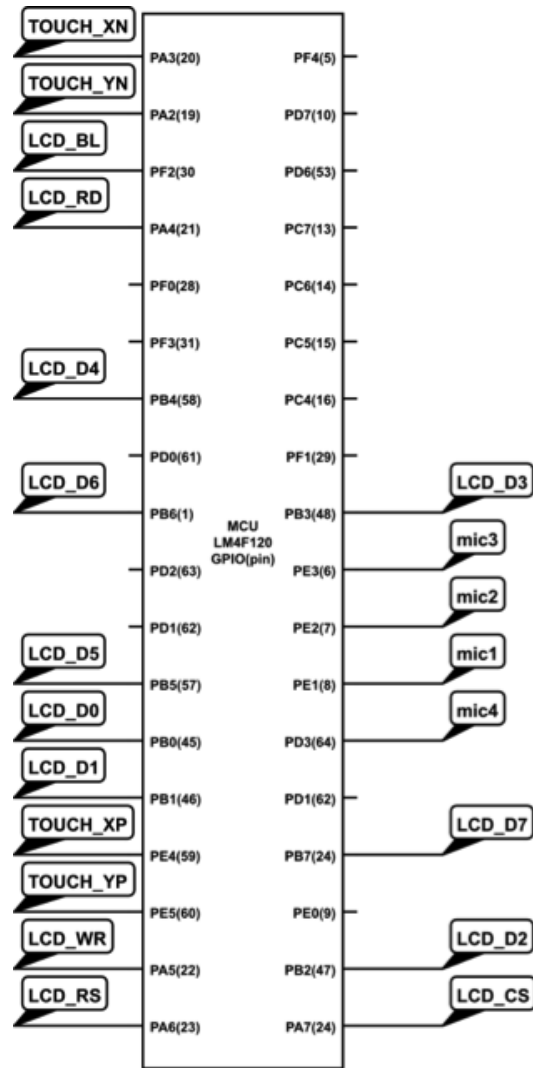 TOUCH_XN
PA3(20) PF4(5)
TOUCH_YN
PA2(19) PD7(10)
LCD_BL
PF2(30 PD6(53)
LCD_RD
PA4(21) PC7(13)
PF0(28) PC6(14)
PF3(31) PC5(15)
LCD_D4
PB4(58) PC4(16)
PD0(61) PF1(29)
LCD_D6 LCD_D3
PB6(1) PB3(48)
MCU
LM4F120
GPIO(pin)
mic3
PD2(63) PE3(6)
mic2
PD1(62) PE2(7)
LCD_D5 mic1
PB5(57) PE1(8)
LCD_D0 mic4
PB0(45) PD3(64)
LCD_D1
PB1(46) PD1(62)
TOUCH_XP LCD_D7
PE4(59) PB7(24)
TOUCH_YP
PE5(60) PE0(9)
LCD_WR LCD_D2
PA5(22) PB2(47)
LCD_RS LCD_CS
PA6(23) PA7(24)